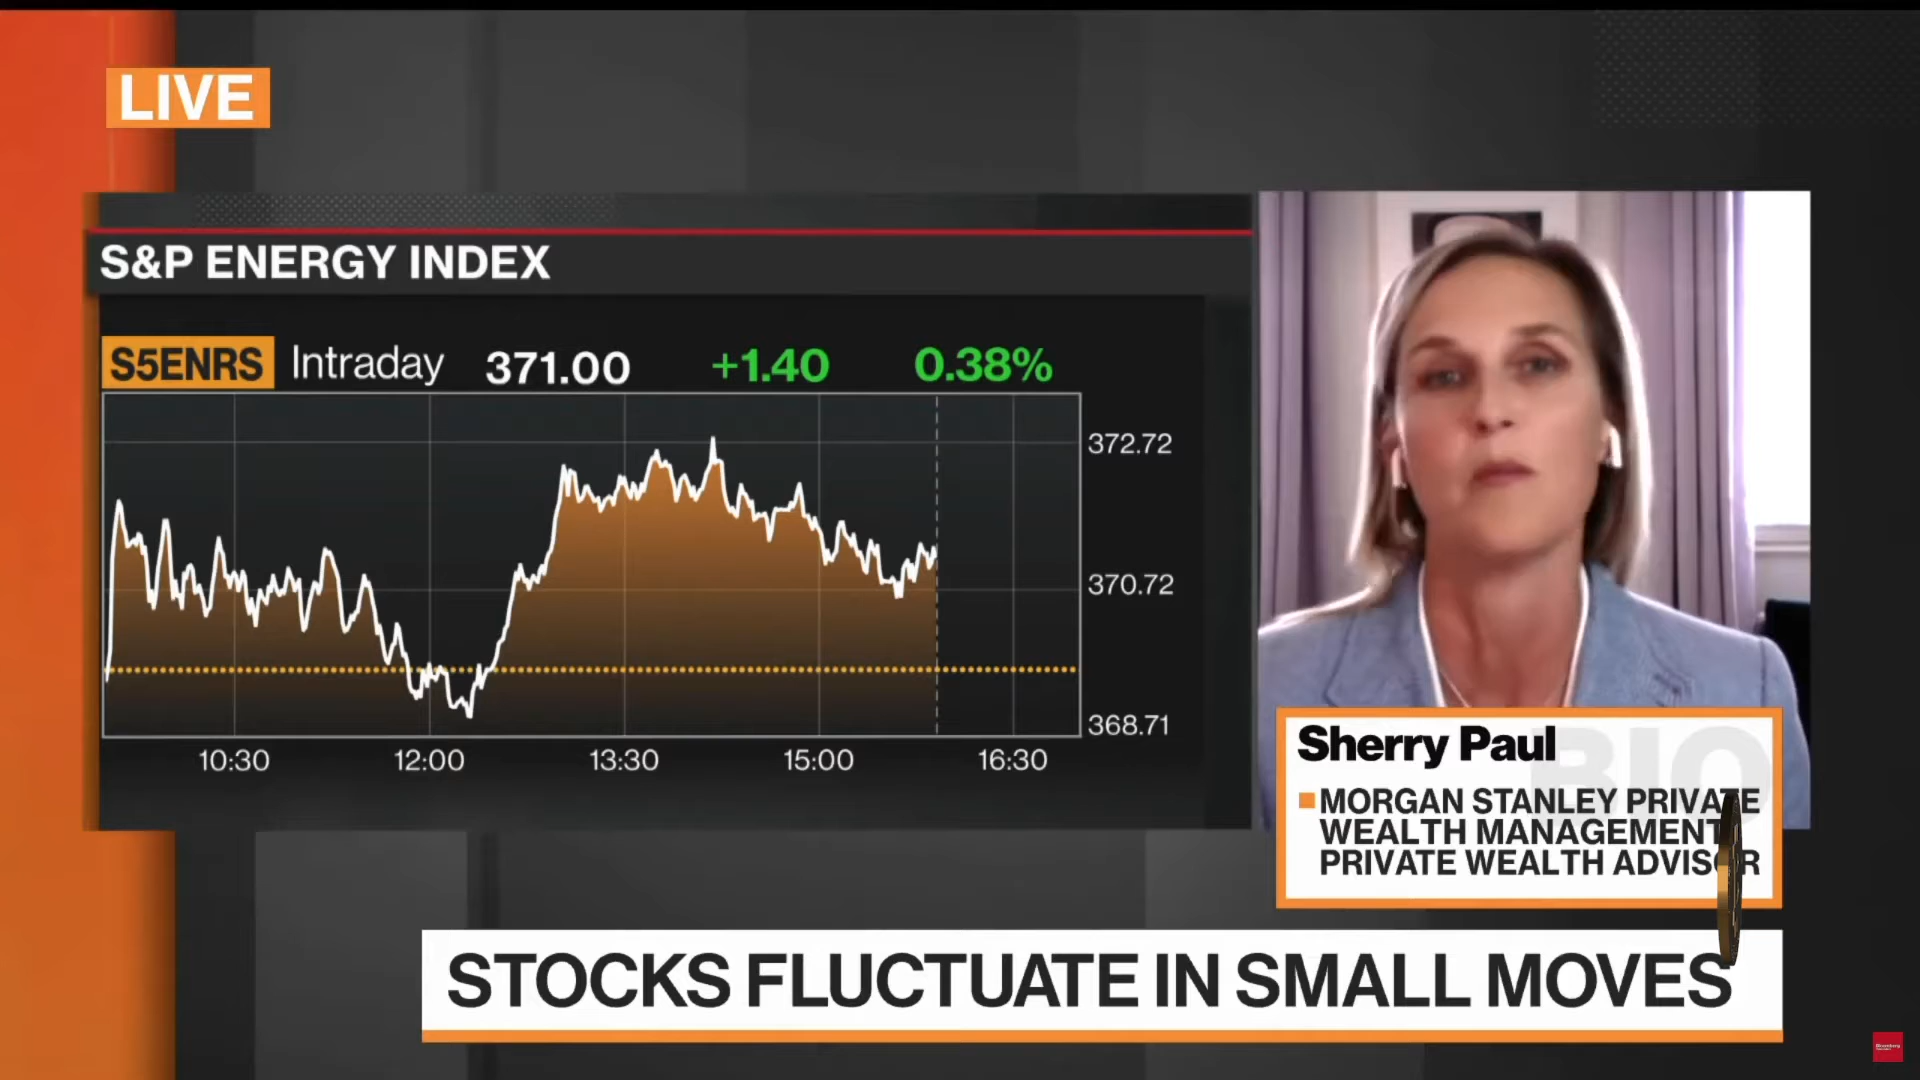 LIVE
S&P ENERGY INDEX
S5ENRS Intraday 371.00 +1.40 0.38%
372.72
370.72
368.71
10:30 12:00 13:30 15:00 16:30
BIO
Sherry Paul
MORGAN STANLEY PRIVATE
WEALTH MANAGEMENT
PRIVATE WEALTH ADVISOR
STOCKS FLUCTUATE IN SMALL MOVES
Bloomberg